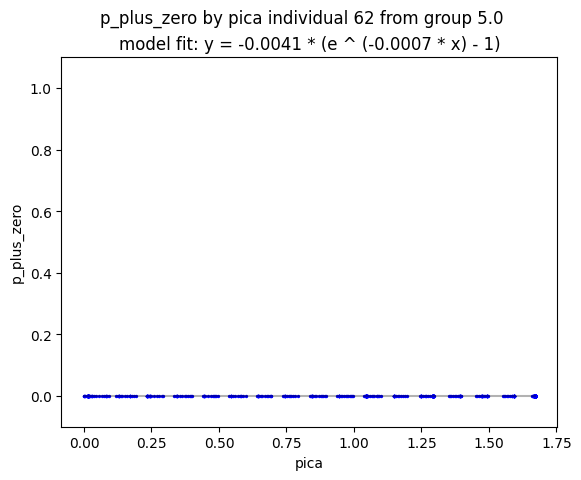 p_plus_zero by pica individual 62 from group 5.0
model fit: y = -0.0041 * (e ^ (-0.0007 * x) - 1)
1.0
0.8
0.6
0.4
0.2
0.0
p_plus_zero
0.00 0.25 0.50 0.75 1.00 1.25 1.50 1.75
pica